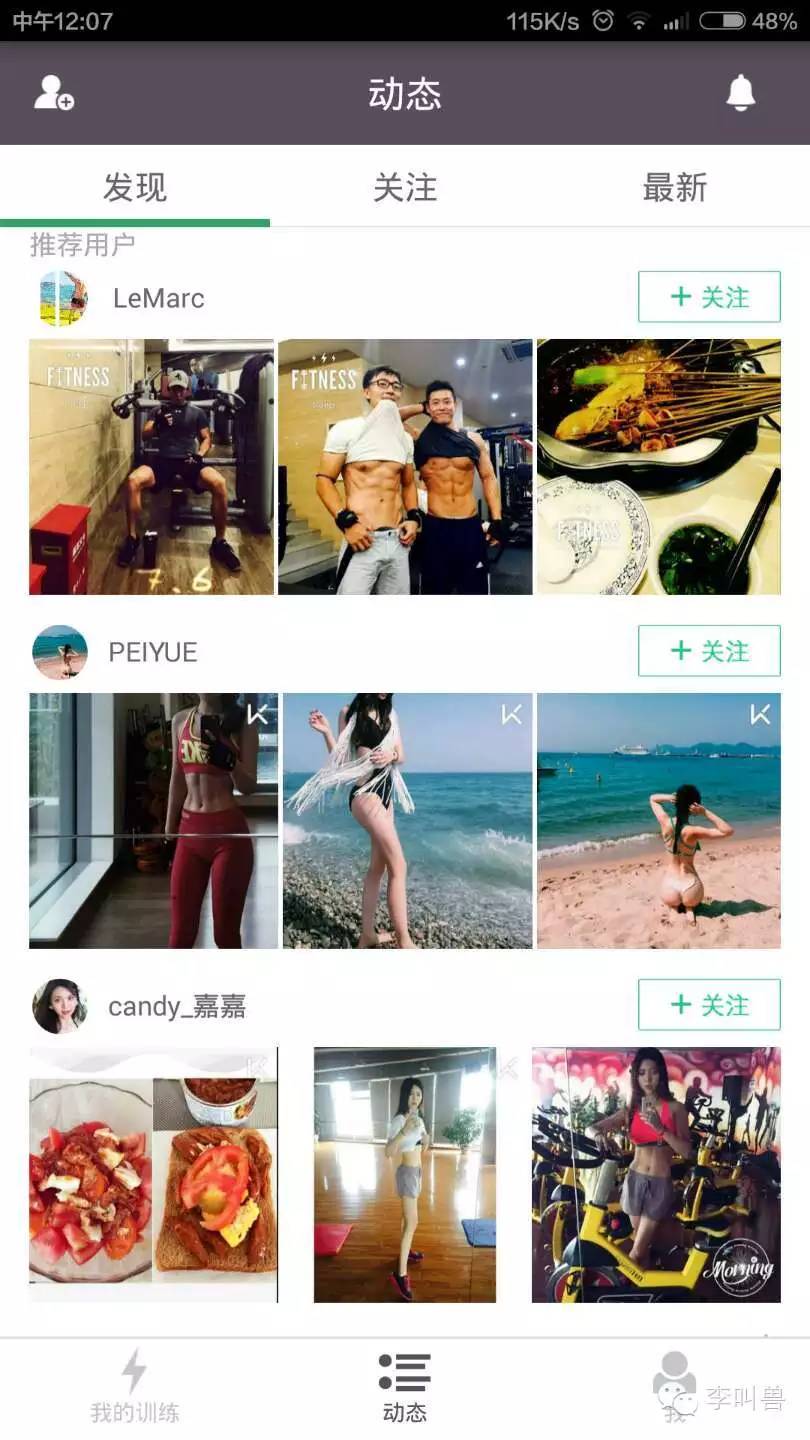 中午12:07
115K/s
48%
动态
发现
关注
最新
推荐用户
LeMarc
+ 关注
FITNESS
FITNESS
FITNESS
7.6
PEIYUE
+ 关注
candy_嘉嘉
+ 关注
Morning
我的训练
动态
我
李叫兽